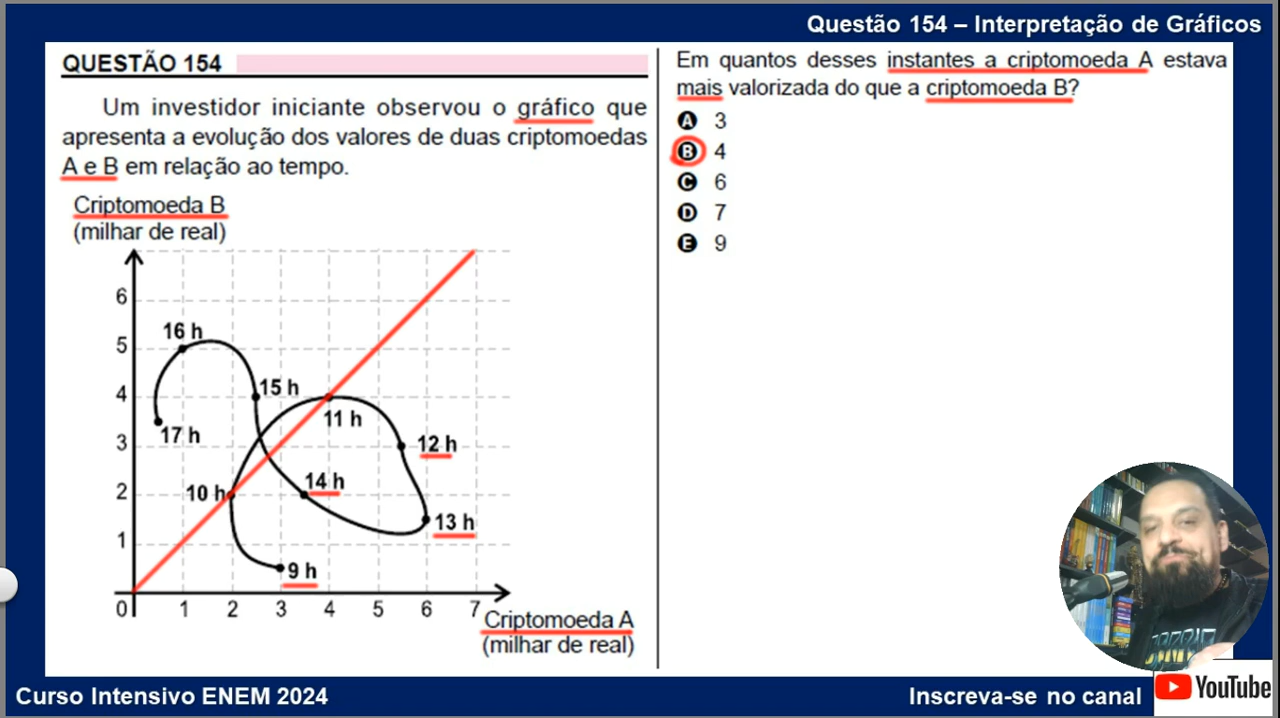 Questão 154 – Interpretação de Gráficos
QUESTÃO 154
Um investidor iniciante observou o gráfico que
apresenta a evolução dos valores de duas criptomoedas
A e B em relação ao tempo.
Criptomoeda B
(milhar de real)
6
5
4
3
2
1
0
1
2
3
4
5
6
7
16 h
15 h
17 h
11 h
12 h
10 h
14 h
13 h
9 h
Criptomoeda A
(milhar de real)
Em quantos desses instantes a criptomoeda A estava
mais valorizada do que a criptomoeda B?
A 3
B 4
C 6
D 7
E 9
Curso Intensivo ENEM 2024
Inscreva-se no canal
YouTube